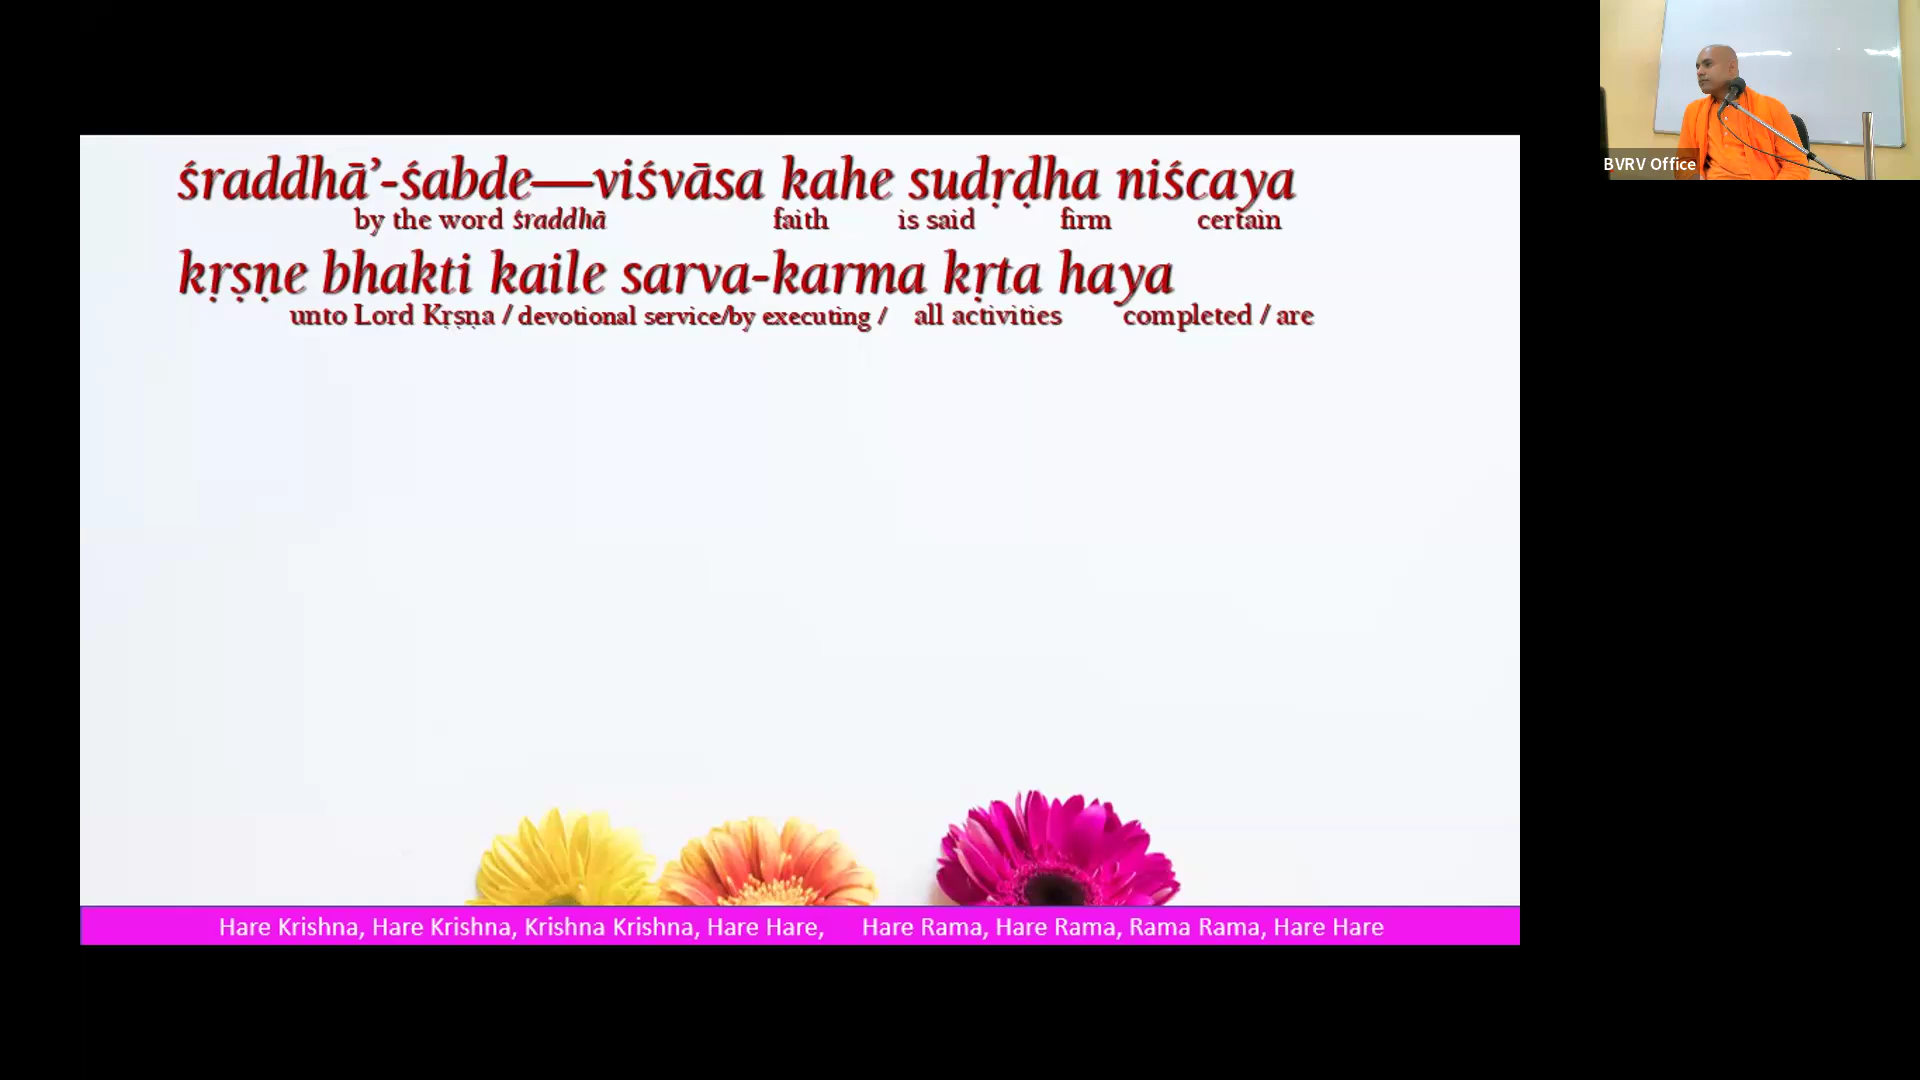 śraddhā’-śabde—viśvāsa kahe sudṛḍha niścaya
by the word śraddhā faith is said firm certain
kṛṣṇe bhakti kaile sarva-karma kṛta haya
unto Lord Kṛṣṇa / devotional service/by executing / all activities completed / are
Hare Krishna, Hare Krishna, Krishna Krishna, Hare Hare, Hare Rama, Hare Rama, Rama Rama, Hare Hare
BVRV Office